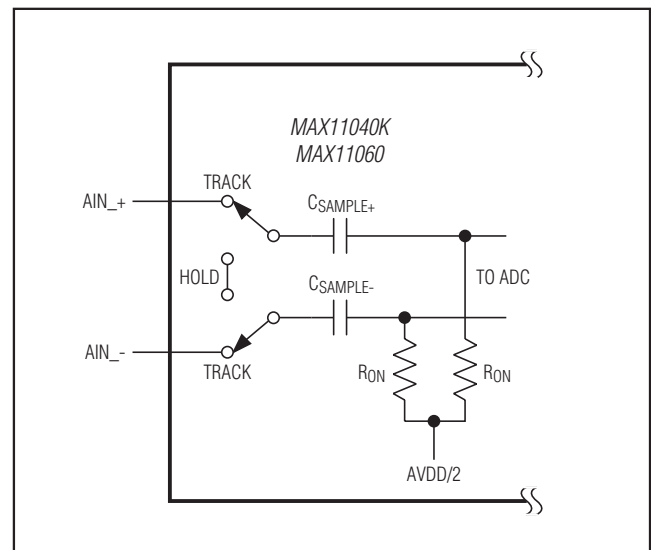 MAX11040K
MAX11060
TRACK
AIN_+
CSAMPLE+
HOLD
TO ADC
CSAMPLE-
AIN_-
TRACK
RON
RON
AVDD/2